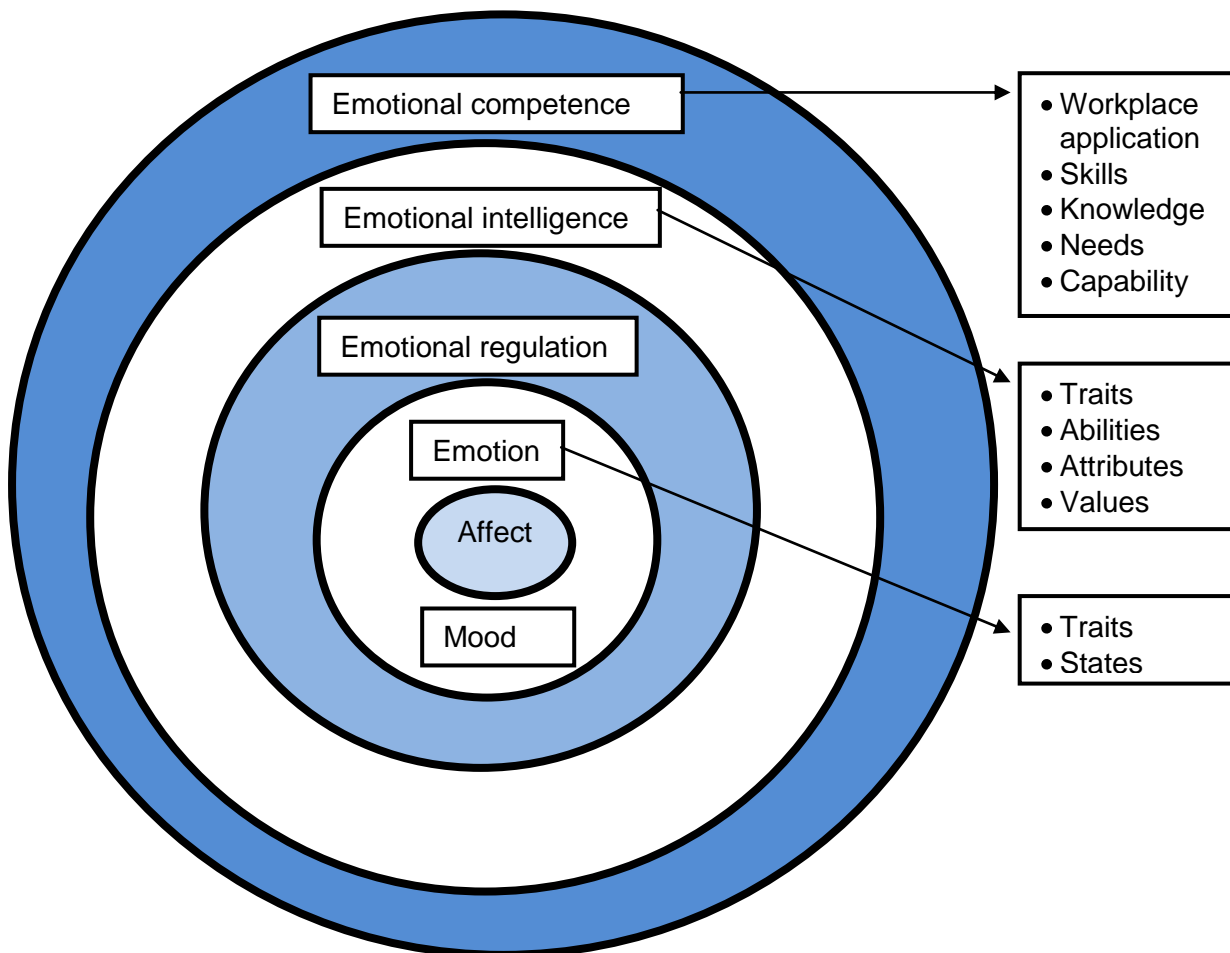 Emotional competence
Emotional intelligence
Emotional regulation
Emotion
Affect
Mood
• Workplace
application
• Skills
• Knowledge
• Needs
• Capability
• Traits
• Abilities
• Attributes
• Values
• Traits
• States